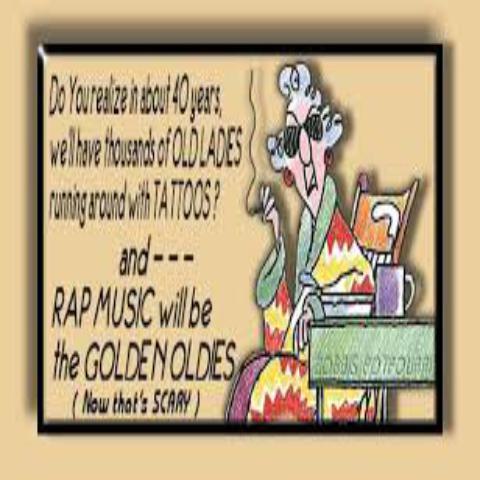 Do You realize in about 40 years,
we'll have thousands of OLD LADIES
running around with TATTOOS?
and ---
RAP MUSIC will be
the GOLDEN OLDIES
( Now that's SCARY )